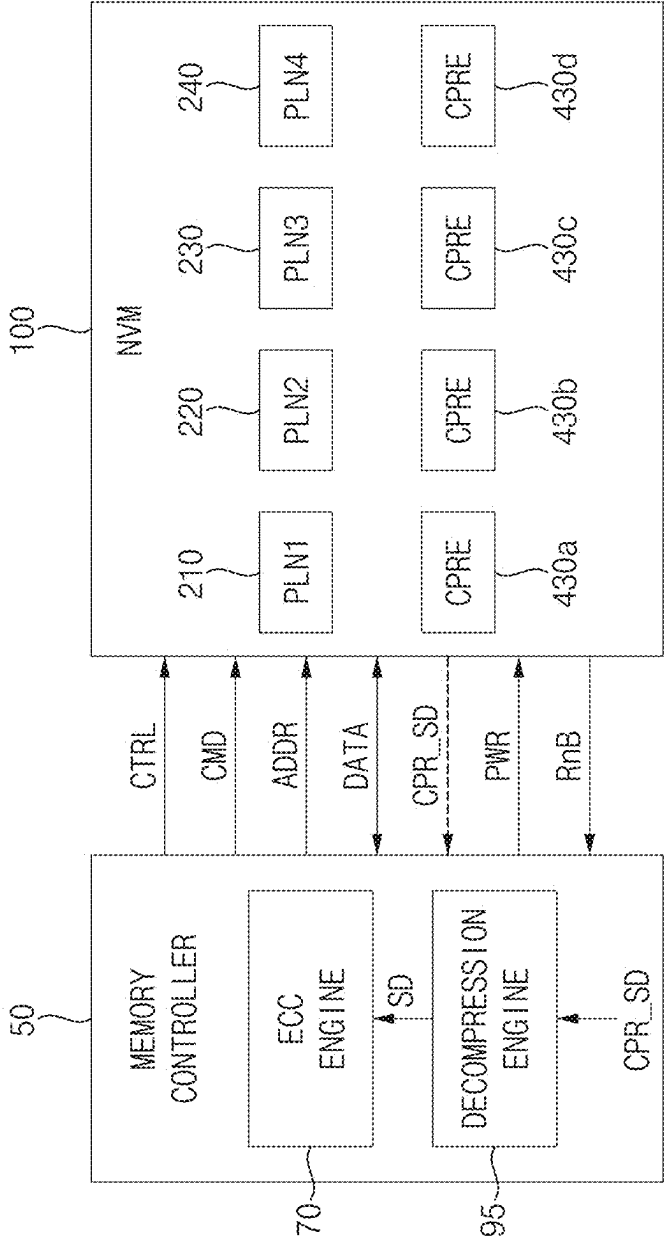 50
MEMORY
CONTROLLER
ECC
ENGINE
70
SD
DECOMPRESSION
ENGINE
95
CPR_SD
CTRL
CMD
ADDR
DATA
CPR_SD
PWR
RnB
100
NVM
210
220
230
240
PLN1
PLN2
PLN3
PLN4
CPRE
CPRE
CPRE
CPRE
430a
430b
430c
430d